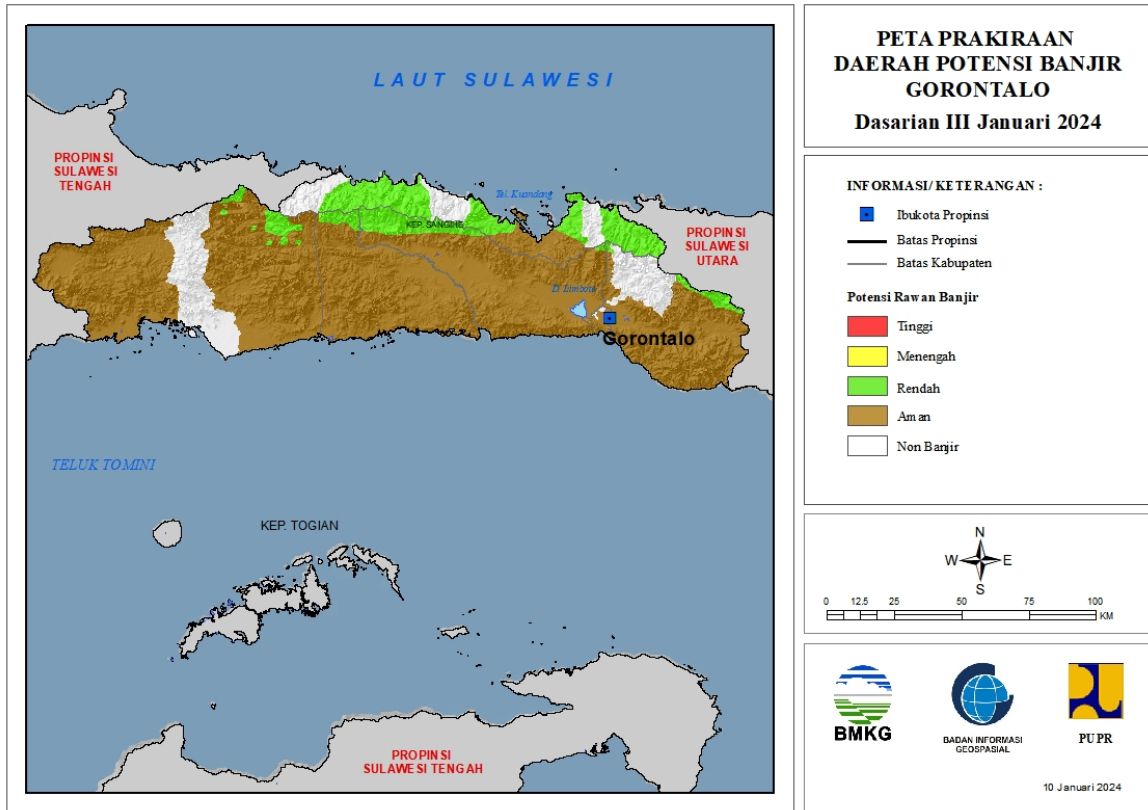 LAUT SULAWESI
PROPINSI
SULAWESI
TENGAH
Tel. Kuandang
KEP. SANGIHE
PROPINSI
SULAWESI
UTARA
D. Limboto
Gorontalo
TELUK TOMINI
KEP. TOGIAN
PROPINSI
SULAWESI TENGAH
PETA PRAKIRAAN
DAERAH POTENSI BANJIR
GORONTALO
Dasarian III Januari 2024
INFORMASI/ KETERANGAN :
Ibukota Propinsi
Batas Propinsi
Batas Kabupaten
Potensi Rawan Banjir
Tinggi
Menengah
Rendah
Aman
Non Banjir
N
W E
S
0 12.5 25 50 75 100
KM
BMKG
BADAN INFORMASI
GEOSPASIAL
PUPR
10 Januari 2024